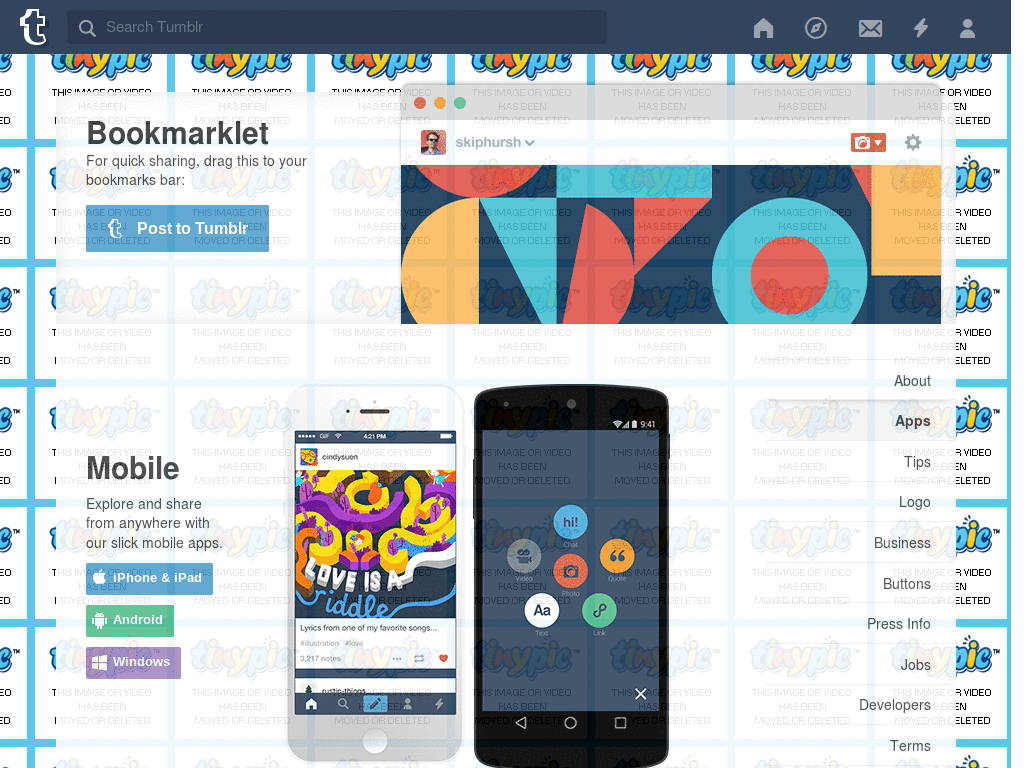 Search Tumblr
tinypic™
THIS IMAGE OR VIDEO
HAS BEEN
MOVED OR DELETED
Bookmarklet
For quick sharing, drag this to your
bookmarks bar:
Post to Tumblr
skiphursh
About
Apps
Tips
Logo
Business
Buttons
Press Info
Jobs
Developers
Terms
Mobile
Explore and share
from anywhere with
our slick mobile apps.
iPhone & iPad
Android
Windows
GIF
4:21 PM
cindysuen
LOVE IS A
riddle
Lyrics from one of my favorite songs...
#illustration #love
3,217 notes
rustic-things
9:41
hi!
Chat
Video
Photo
Quote
Aa
Text
Link